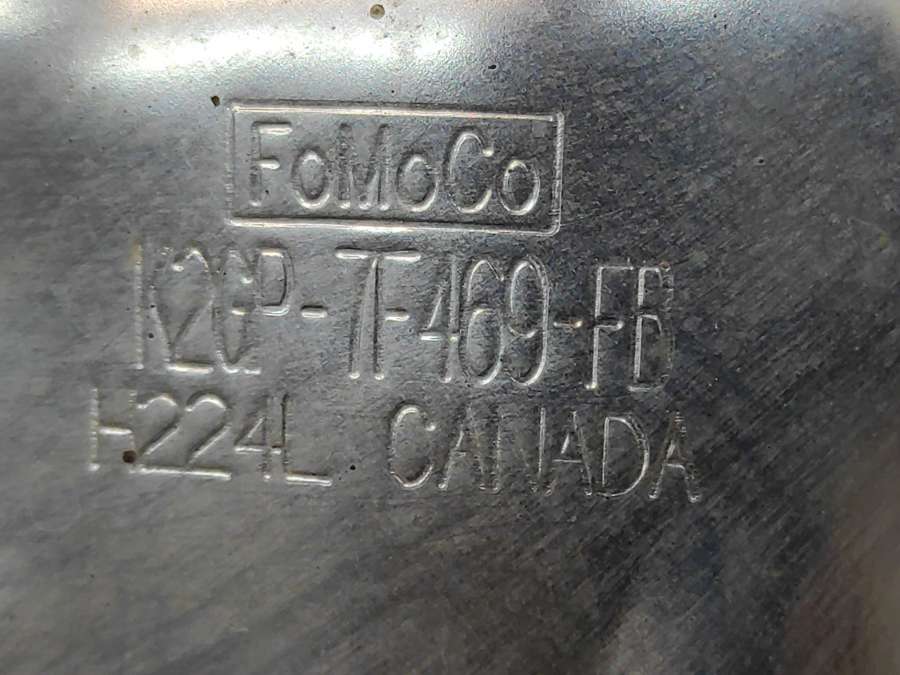 FoMoCo
K2GP-7F469-FB
H224L CANADA